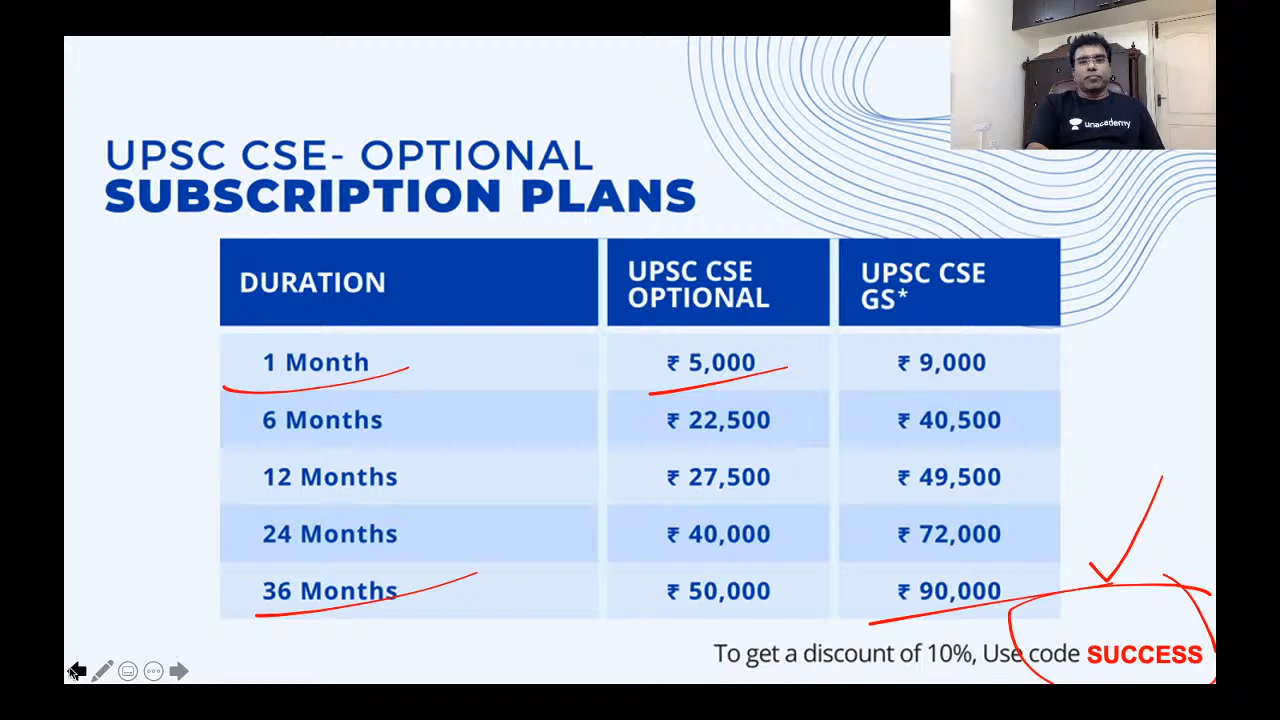 unacademy
UPSC CSE- OPTIONAL
SUBSCRIPTION PLANS
DURATION UPSC CSE OPTIONAL UPSC CSE GS*
1 Month ₹ 5,000 ₹ 9,000
6 Months ₹ 22,500 ₹ 40,500
12 Months ₹ 27,500 ₹ 49,500
24 Months ₹ 40,000 ₹ 72,000
36 Months ₹ 50,000 ₹ 90,000
To get a discount of 10%, Use code SUCCESS